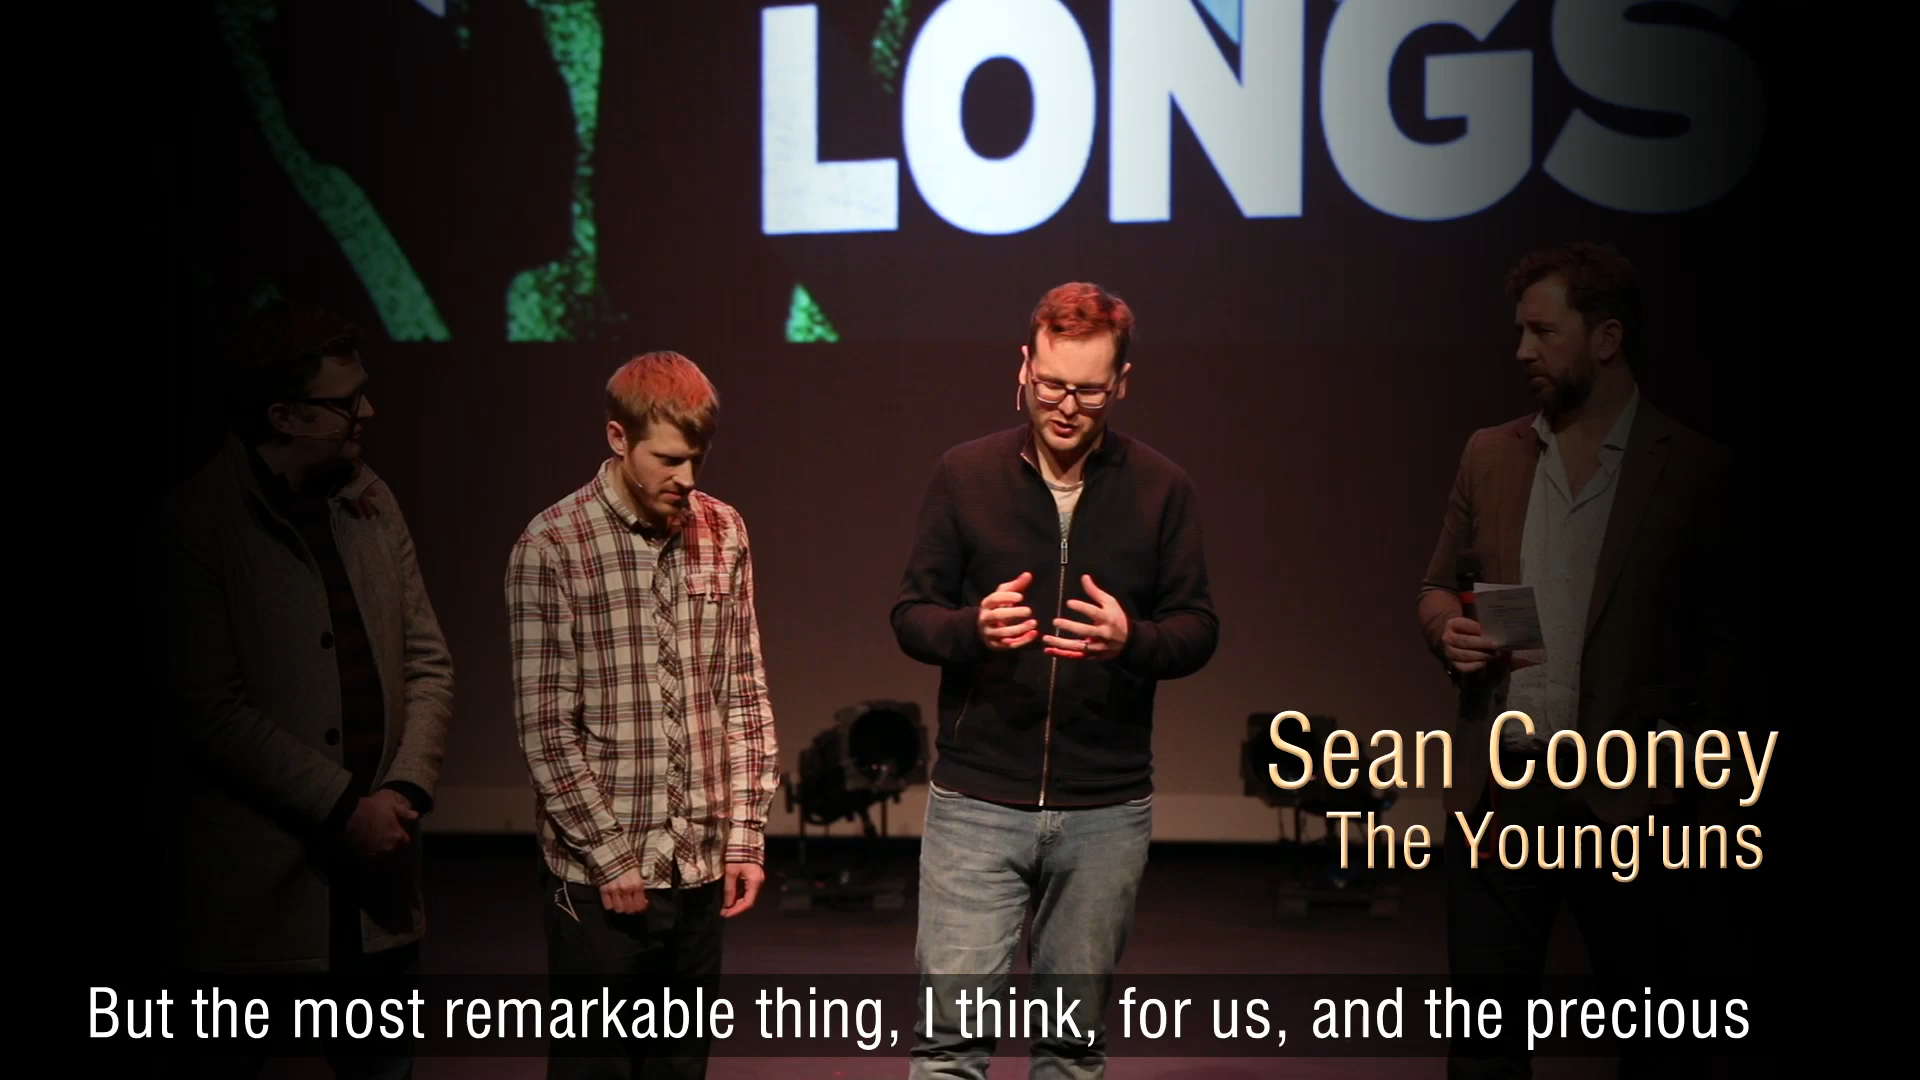 LONGS
Sean Cooney
The Young'uns
But the most remarkable thing, I think, for us, and the precious